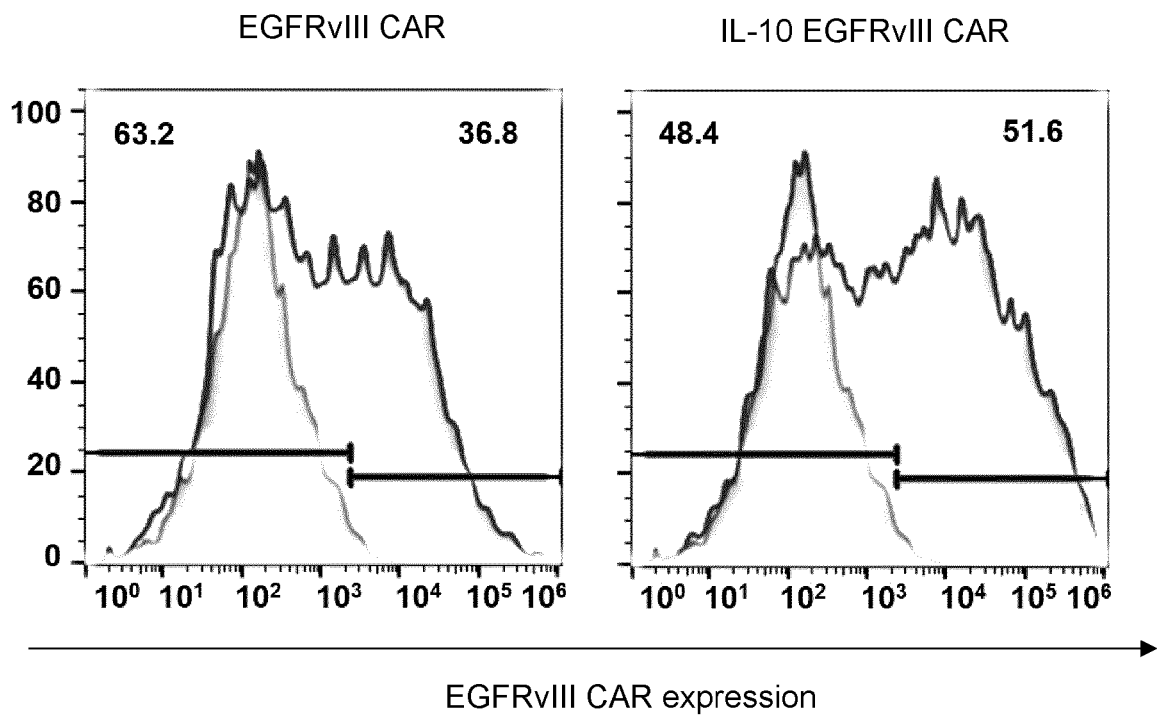 EGFRvIII CAR
IL-10 EGFRvIII CAR
100
80
60
40
20
0
63.2
36.8
48.4
51.6
10⁰ 10¹ 10² 10³ 10⁴ 10⁵ 10⁶
10⁰ 10¹ 10² 10³ 10⁴ 10⁵ 10⁶
EGFRvIII CAR expression